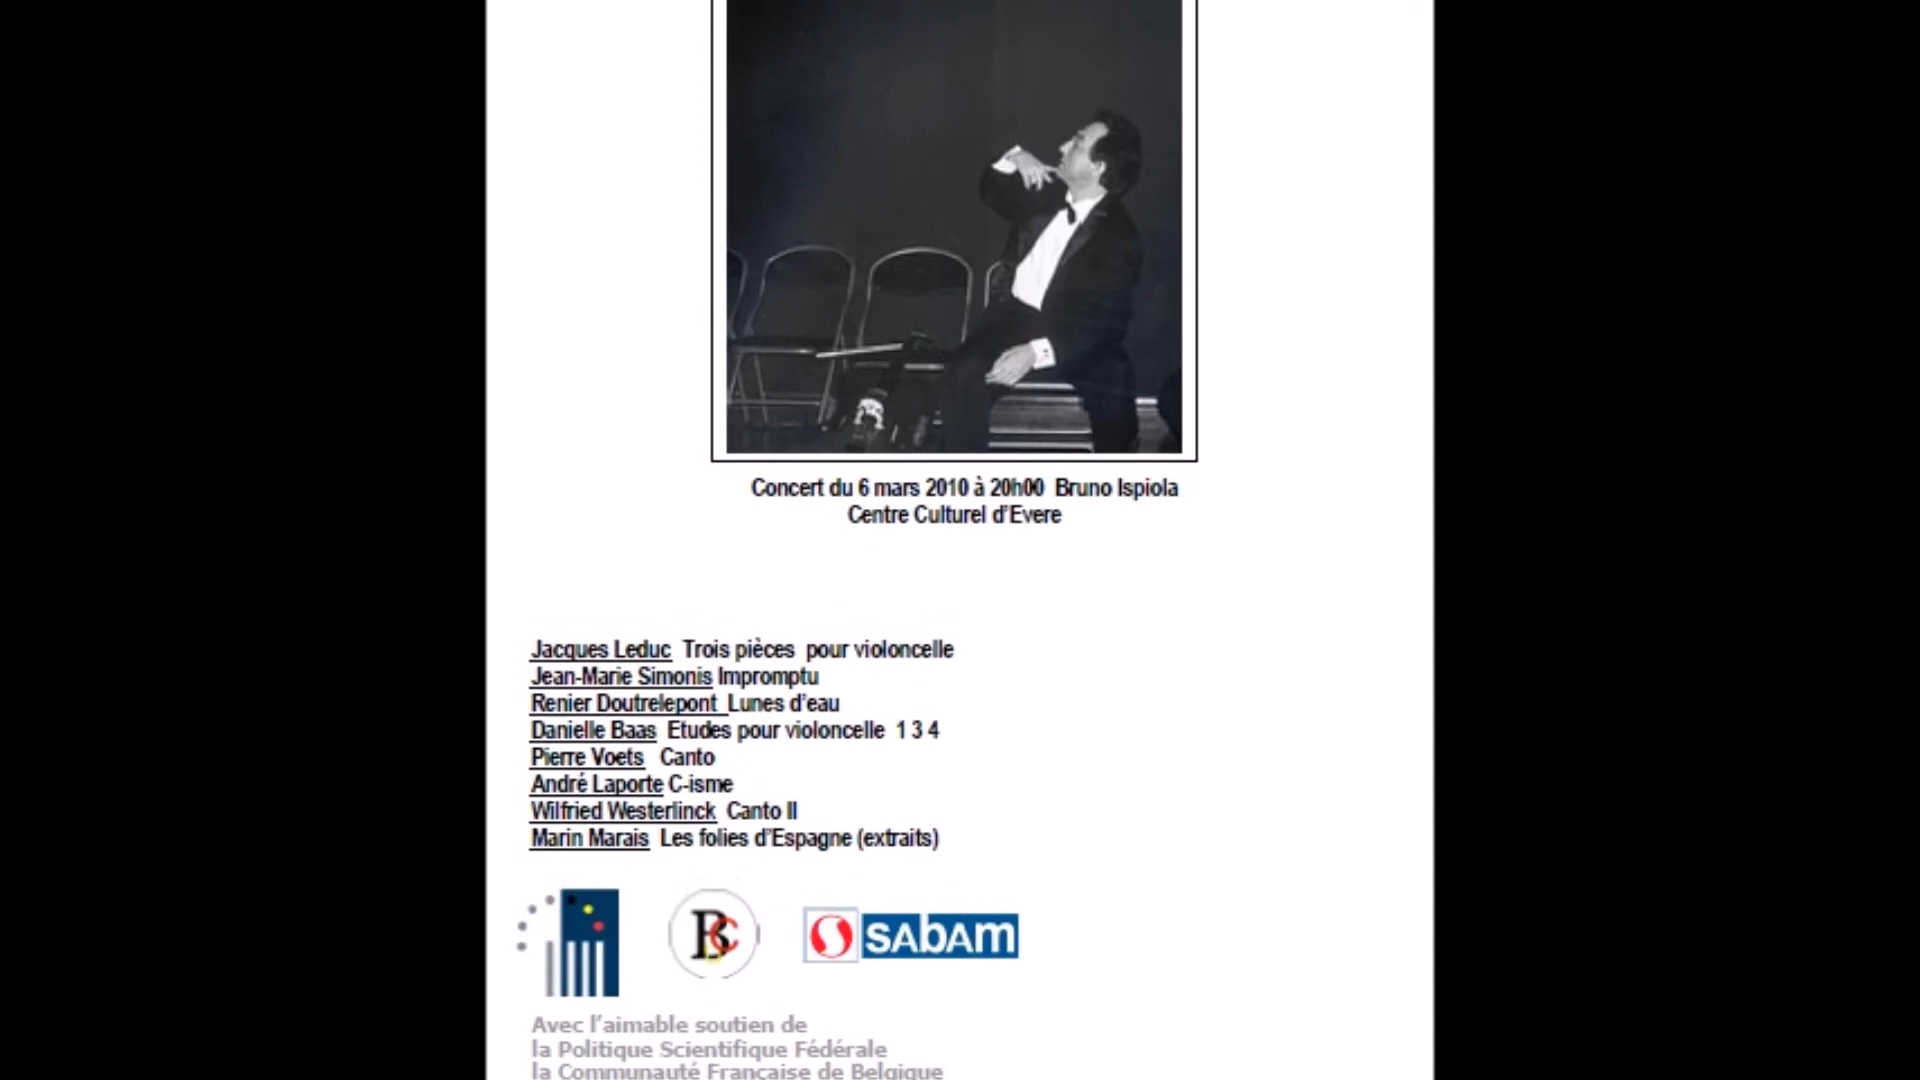 Concert du 6 mars 2010 à 20h00 Bruno Ispiola
Centre Culturel d'Evere
Jacques Leduc Trois pièces pour violoncelle
Jean-Marie Simonis Impromptu
Renier Doutrelepont Lunes d'eau
Danielle Baas Etudes pour violoncelle 1 3 4
Pierre Voets Canto
André Laporte C-isme
Wilfried Westerlinck Canto II
Marin Marais Les folies d'Espagne (extraits)
BC
sabam
Avec l'aimable soutien de
la Politique Scientifique Fédérale
la Communauté Française de Belgique